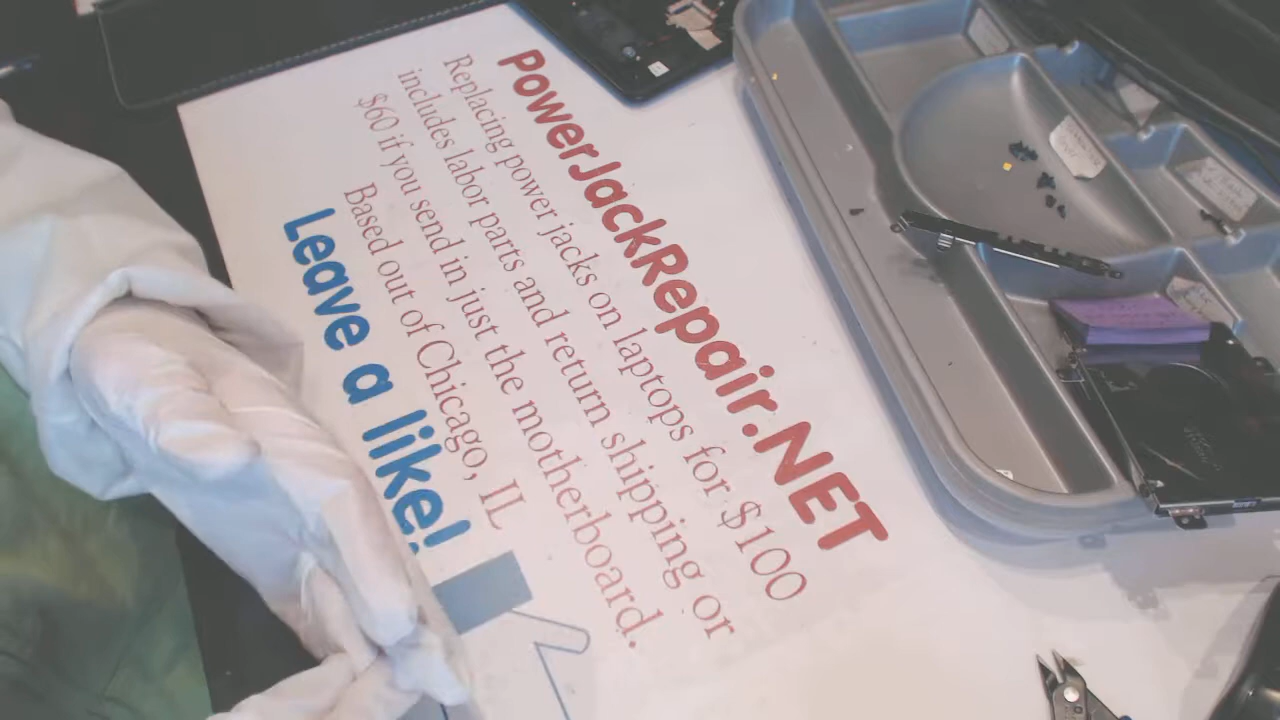 PowerJackRepair.NET
Replacing power jacks on laptops for $100
includes labor parts and return shipping or
$60 if you send in just the motherboard.
Based out of Chicago, IL
Leave a like!